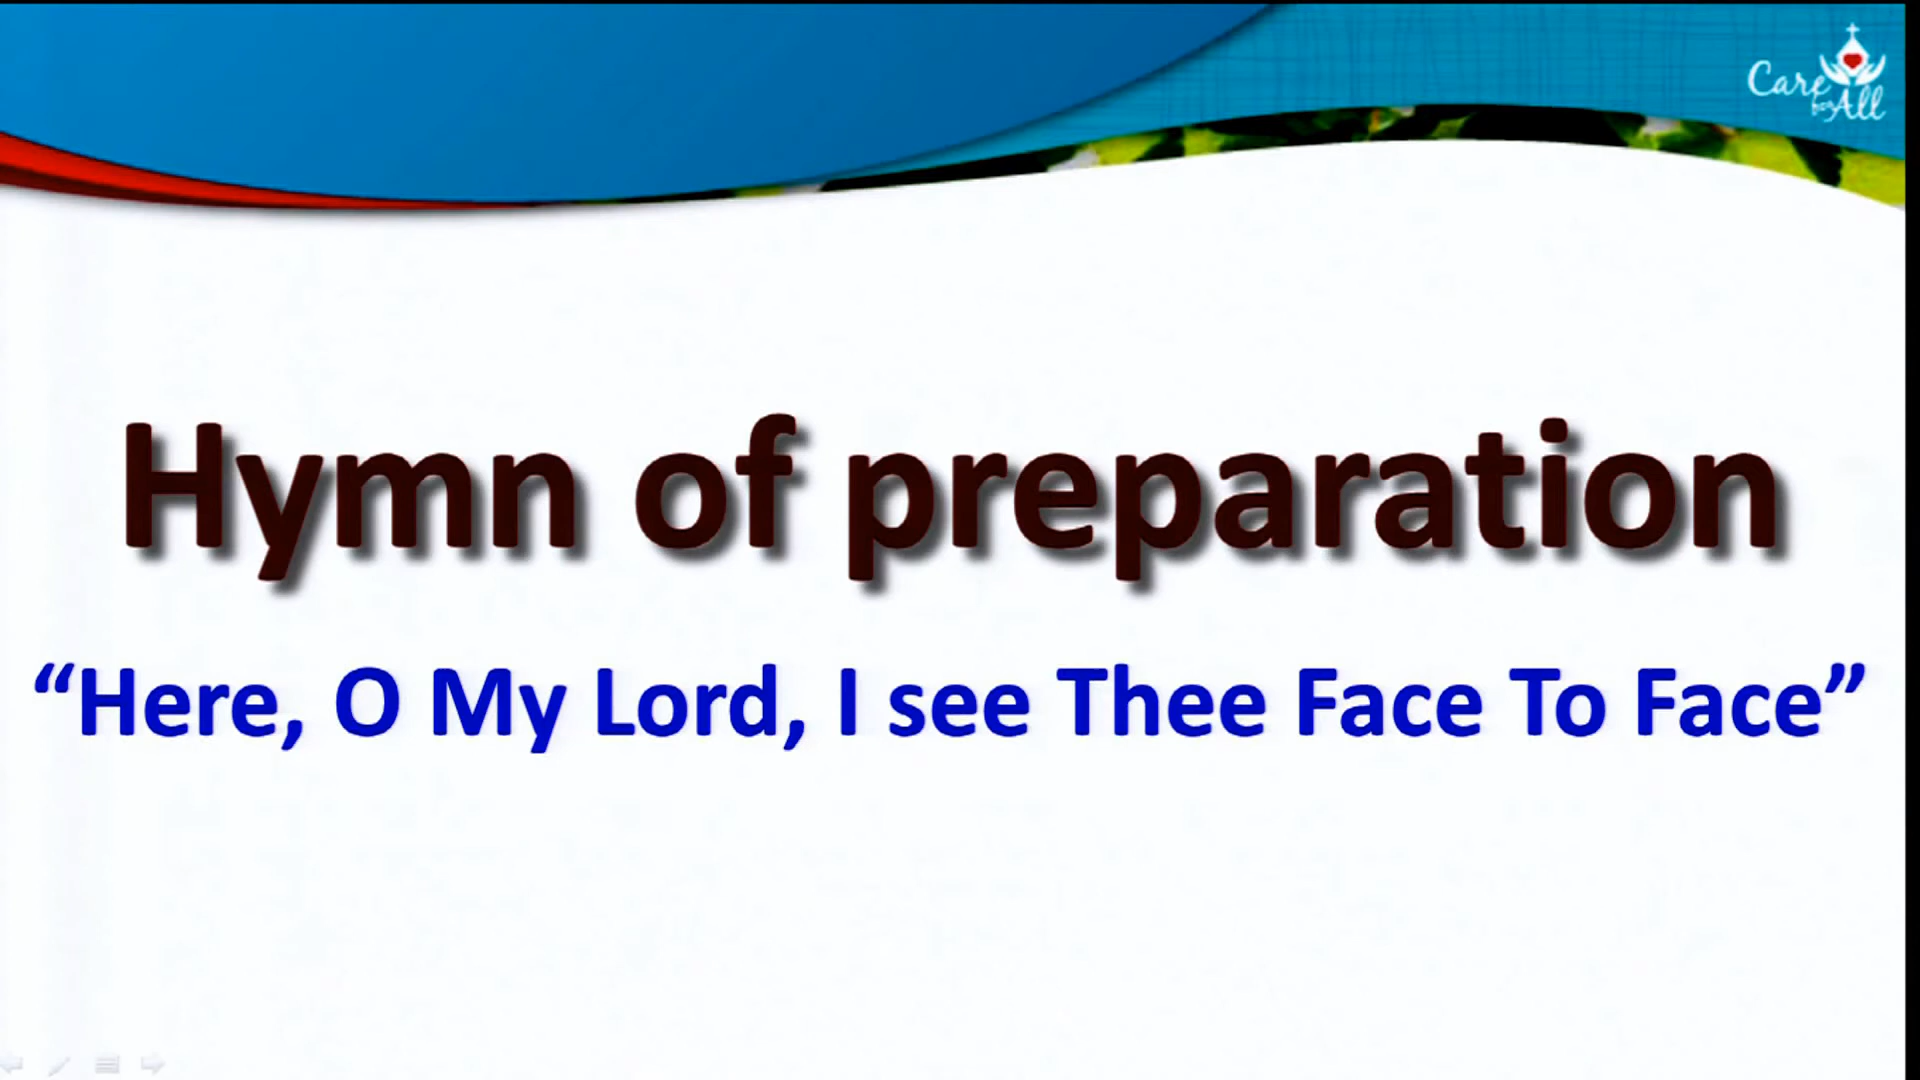 Care
for All
Hymn of preparation
“Here, O My Lord, I see Thee Face To Face”